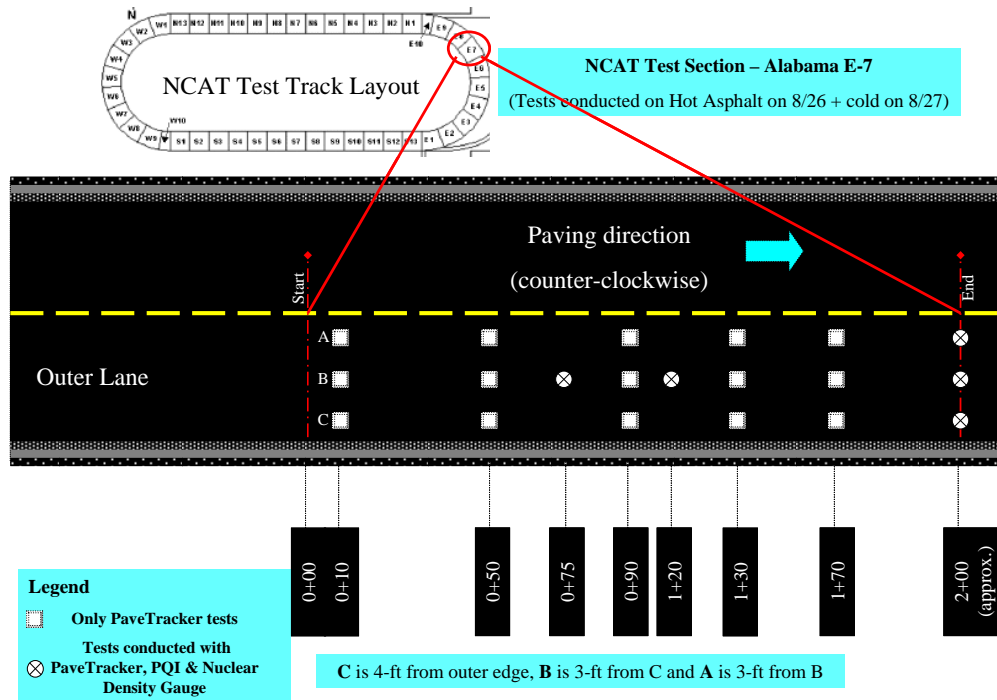 N
W1 N13 N12 N11 N10 N9 N8 N7 N6 N5 N4 N3 N2 N1 E9
W2 E8
W3 E10 E7
W4 E6
W5 E5
W6 E4
W7 E3
W8 E2
W9 W10 S1 S2 S3 S4 S5 S6 S7 S8 S9 S10 S11 S12 S13 E1
NCAT Test Track Layout
NCAT Test Section – Alabama E-7
(Tests conducted on Hot Asphalt on 8/26 + cold on 8/27)
Paving direction
(counter-clockwise)
Start
End
Outer Lane
A
B
C
0+00
0+10
0+50
0+75
0+90
1+20
1+30
1+70
2+00
(approx.)
Legend
Only PaveTracker tests
Tests conducted with
PaveTracker, PQI & Nuclear
Density Gauge
C is 4-ft from outer edge, B is 3-ft from C and A is 3-ft from B